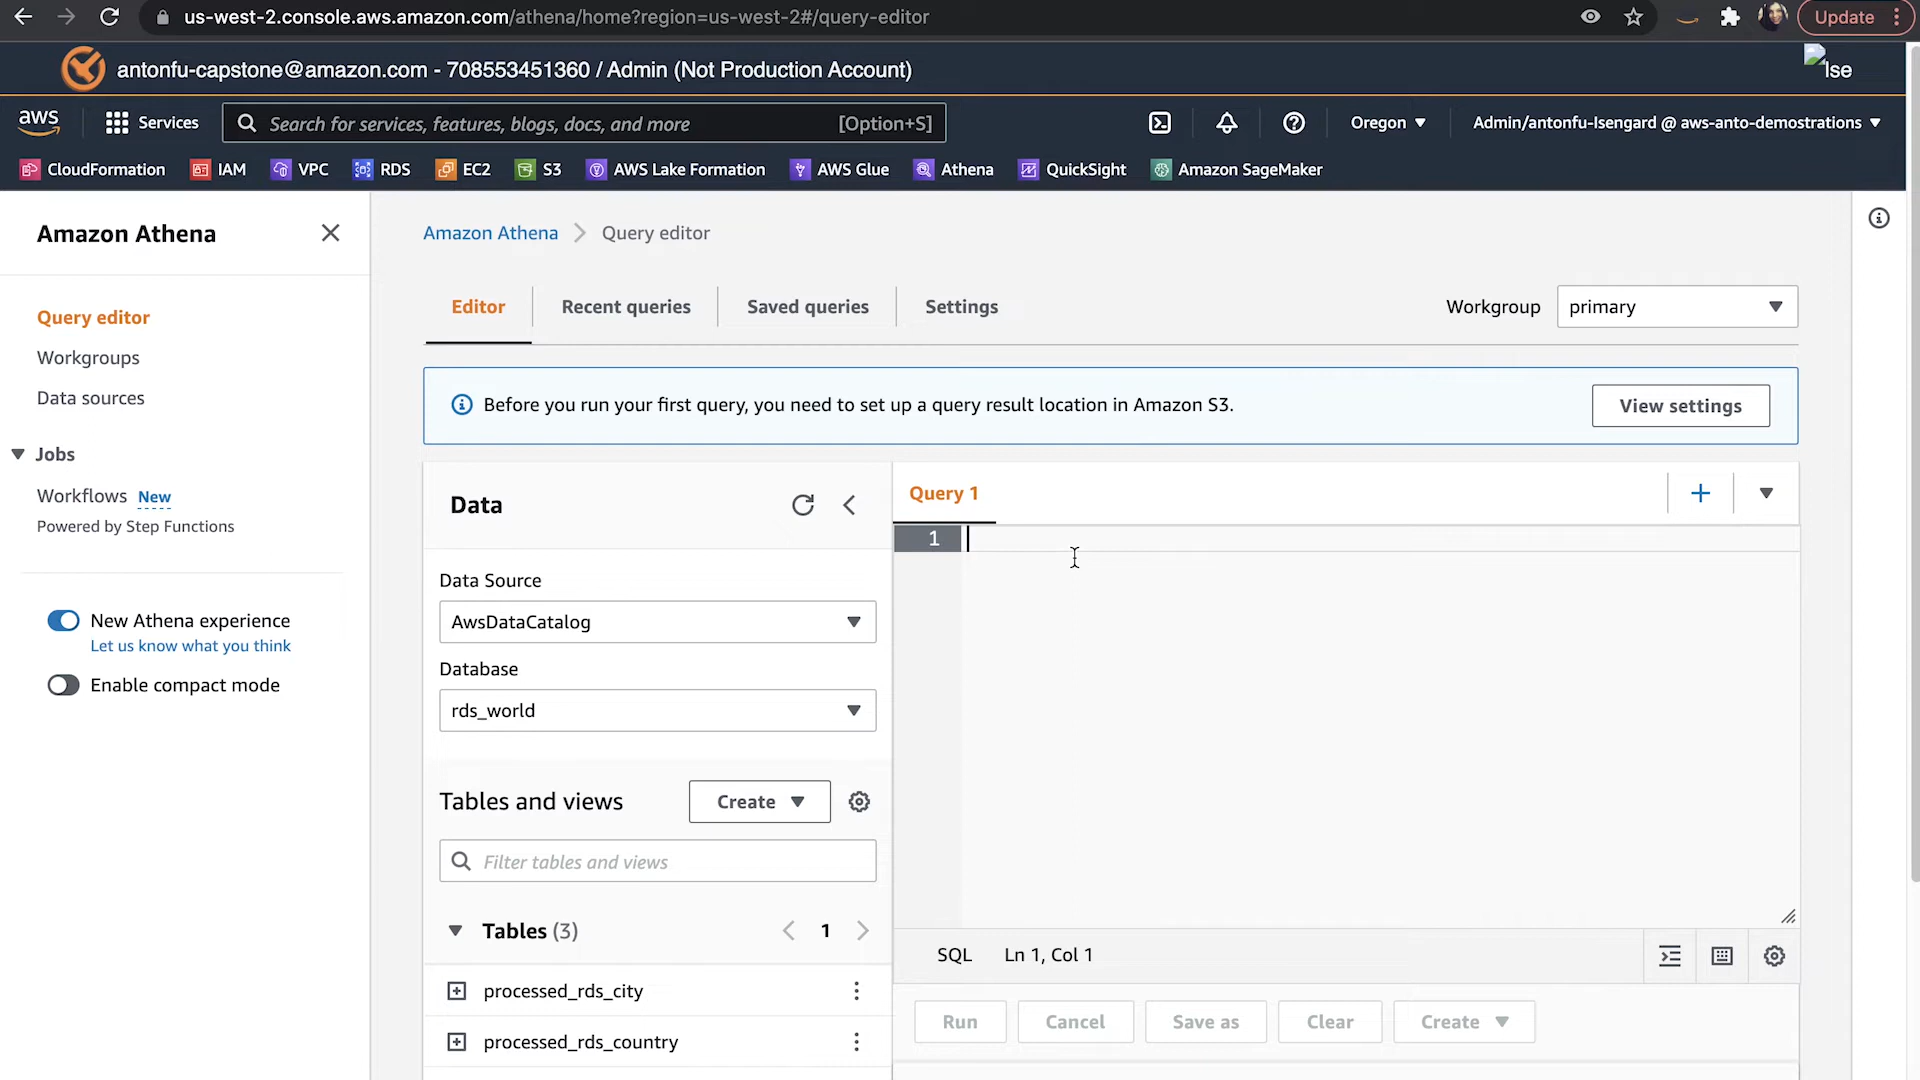 us-west-2.console.aws.amazon.com/athena/home?region=us-west-2#/query-editor
Update
antonfu-capstone@amazon.com - 708553451360 / Admin (Not Production Account)
Ise
aws
Services
Search for services, features, blogs, docs, and more
[Option+S]
Oregon
Admin/antonfu-Isengard @ aws-anto-demostrations
CloudFormation
IAM
VPC
RDS
EC2
S3
AWS Lake Formation
AWS Glue
Athena
QuickSight
Amazon SageMaker
Amazon Athena
Query editor
Workgroups
Data sources
Jobs
Workflows New
Powered by Step Functions
New Athena experience
Let us know what you think
Enable compact mode
Amazon Athena
Query editor
Editor
Recent queries
Saved queries
Settings
Workgroup
primary
Before you run your first query, you need to set up a query result location in Amazon S3.
View settings
Data
Data Source
AwsDataCatalog
Database
rds_world
Tables and views
Create
Filter tables and views
Tables (3)
1
processed_rds_city
processed_rds_country
Query 1
1
SQL
Ln 1, Col 1
Run
Cancel
Save as
Clear
Create